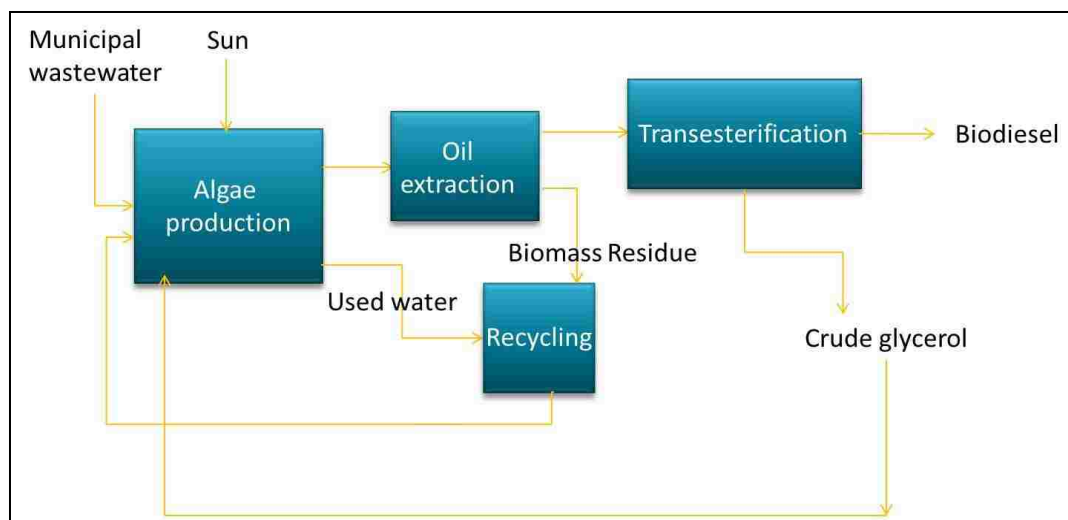 Municipal
wastewater
Sun
Algae
production
Oil
extraction
Transesterification
Biodiesel
Biomass Residue
Used water
Recycling
Crude glycerol